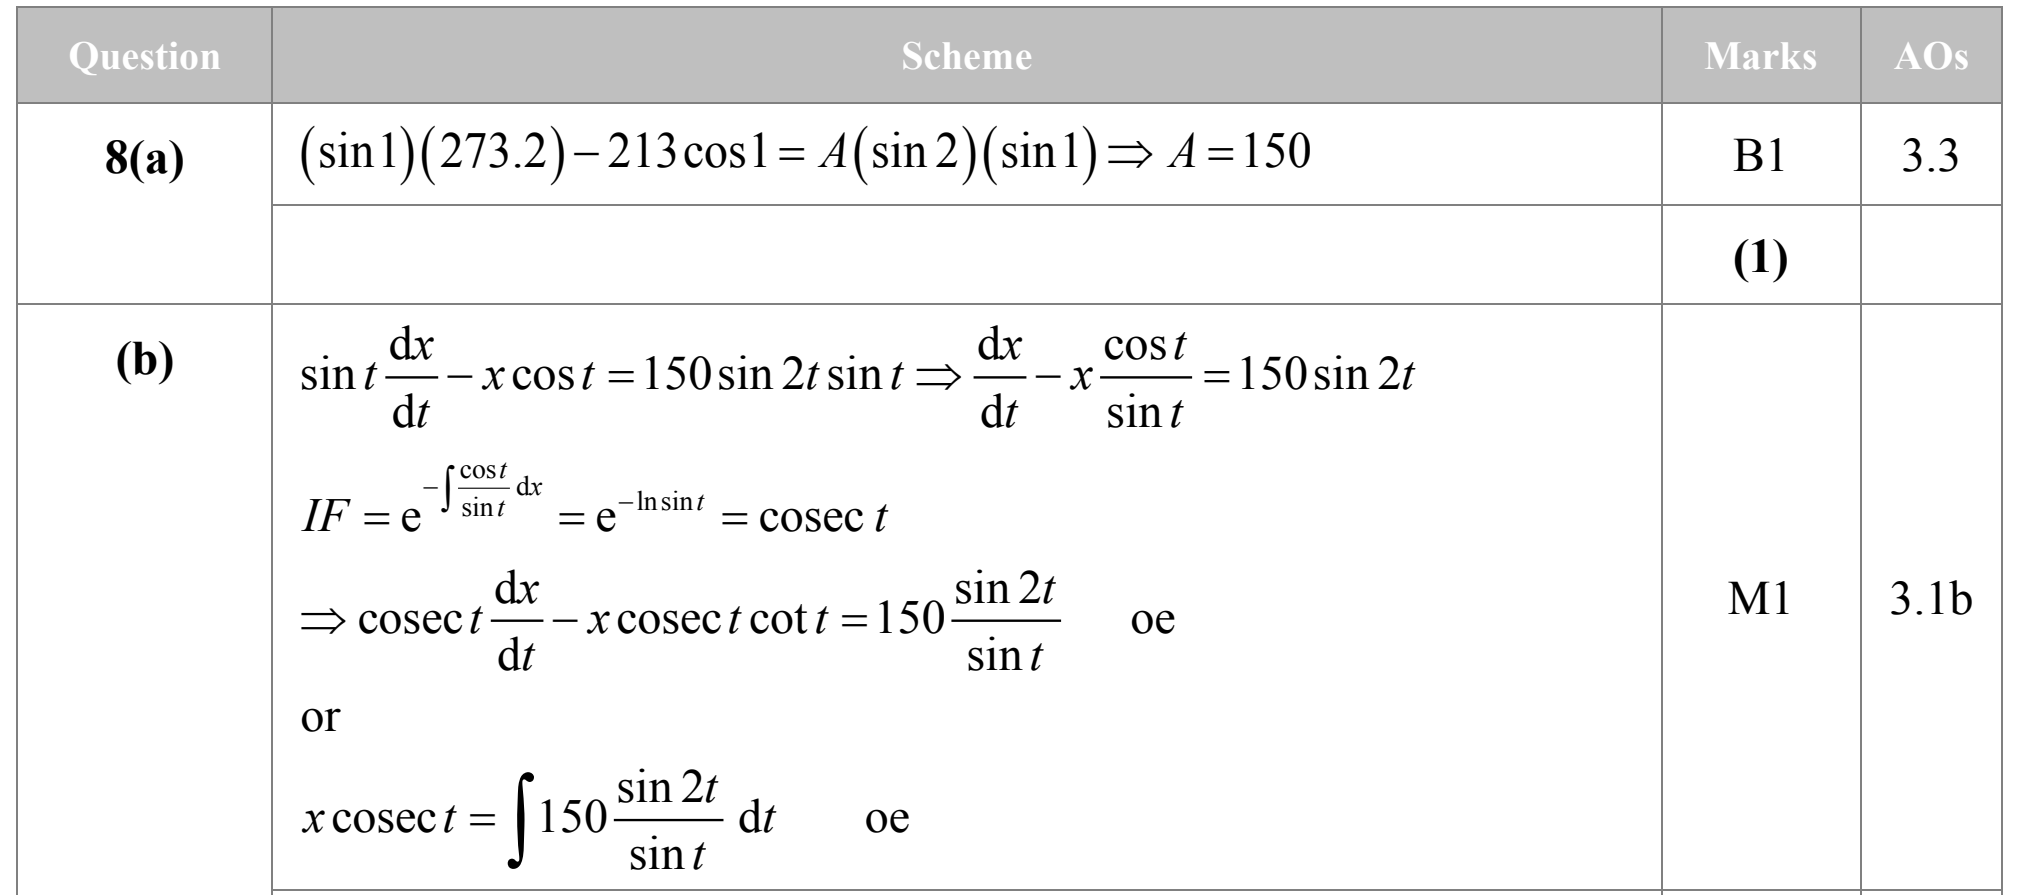 Question Scheme Marks AOs
8(a) (sin1)(273.2)−213cos1 = A(sin2)(sin1) ⇒ A = 150 B1 3.3
(1)
(b) sin t dx/dt − x cos t = 150 sin 2t sin t ⇒ dx/dt − x cos t/sin t = 150 sin 2t
IF = e^(−∫ cos t/sin t dx) = e^(−ln sin t) = cosec t
⇒ cosec t dx/dt − x cosec t cot t = 150 sin 2t/sin t oe M1 3.1b
or
x cosec t = ∫ 150 sin 2t/sin t dt oe